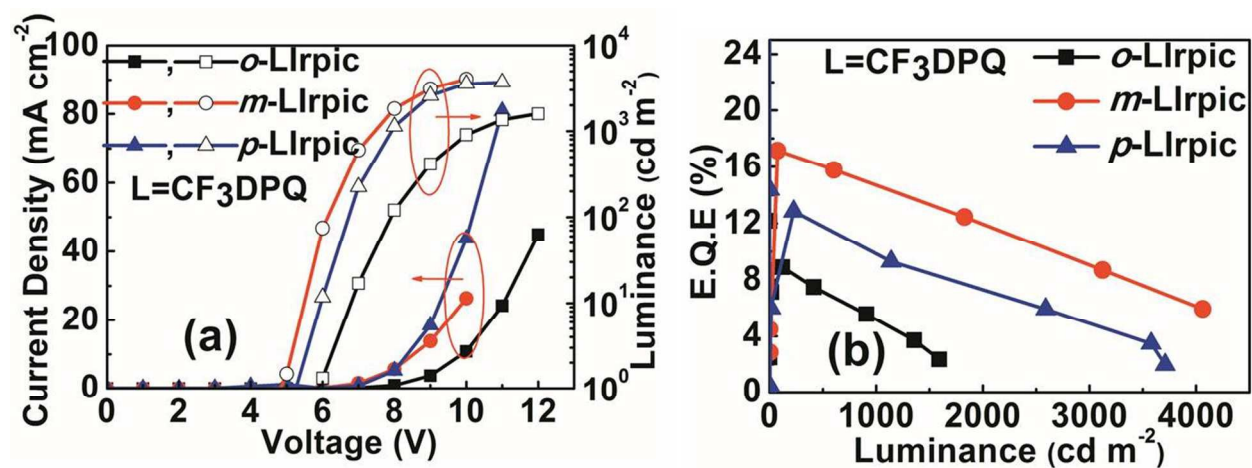 Current Density (mA cm-2)
100
80
60
40
20
0
, o-LIrpic
, m-LIrpic
, p-LIrpic
L=CF3DPQ
(a)
0 2 4 6 8 10 12
Voltage (V)
10^4
10^3
10^2
10^1
10^0
Luminance (cd m-2)
E.Q.E (%)
24
20
16
12
8
4
0
L=CF3DPQ
o-LIrpic
m-LIrpic
p-LIrpic
(b)
0 1000 2000 3000 4000
Luminance (cd m-2)